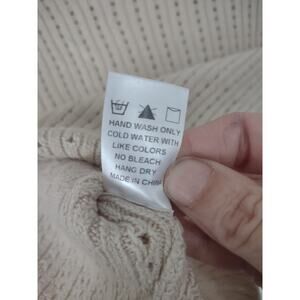 HAND WASH ONLY
COLD WATER WITH
LIKE COLORS
NO BLEACH
HANG DRY
MADE IN CHINA